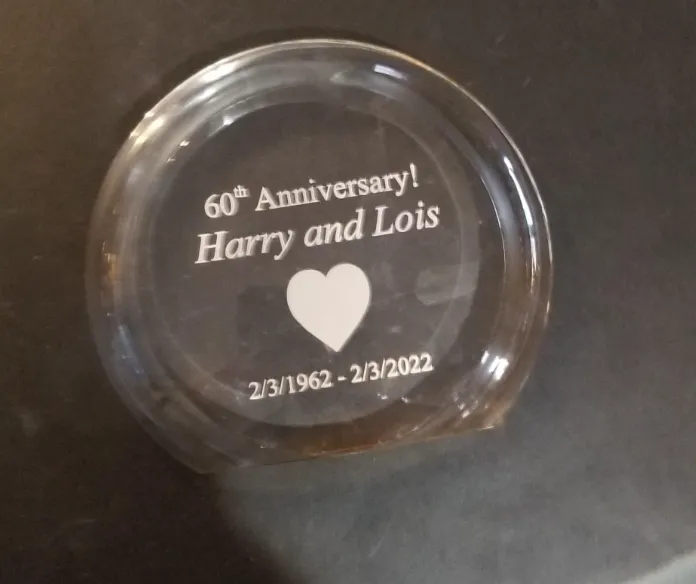 60th Anniversary!
Harry and Lois
2/3/1962 - 2/3/2022